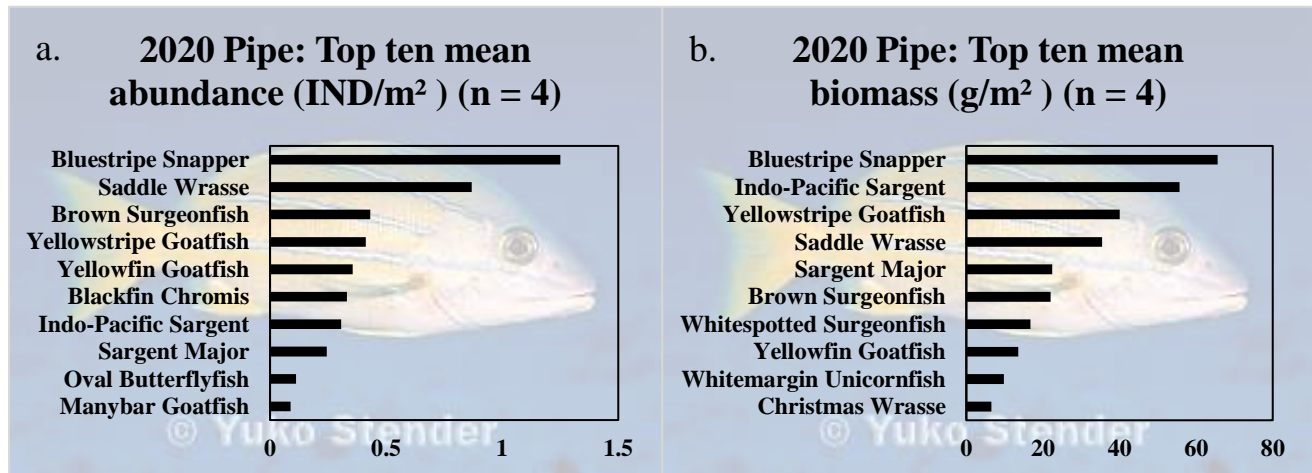 a.
2020 Pipe: Top ten mean
abundance (IND/m² ) (n = 4)
Bluestripe Snapper
Saddle Wrasse
Brown Surgeonfish
Yellowstripe Goatfish
Yellowfin Goatfish
Blackfin Chromis
Indo-Pacific Sargent
Sargent Major
Oval Butterflyfish
Manybar Goatfish
0 0.5 1 1.5
© Yuko Stender
b.
2020 Pipe: Top ten mean
biomass (g/m² ) (n = 4)
Bluestripe Snapper
Indo-Pacific Sargent
Yellowstripe Goatfish
Saddle Wrasse
Sargent Major
Brown Surgeonfish
Whitespotted Surgeonfish
Yellowfin Goatfish
Whitemargin Unicornfish
Christmas Wrasse
0 20 40 60 80
© Yuko Stender